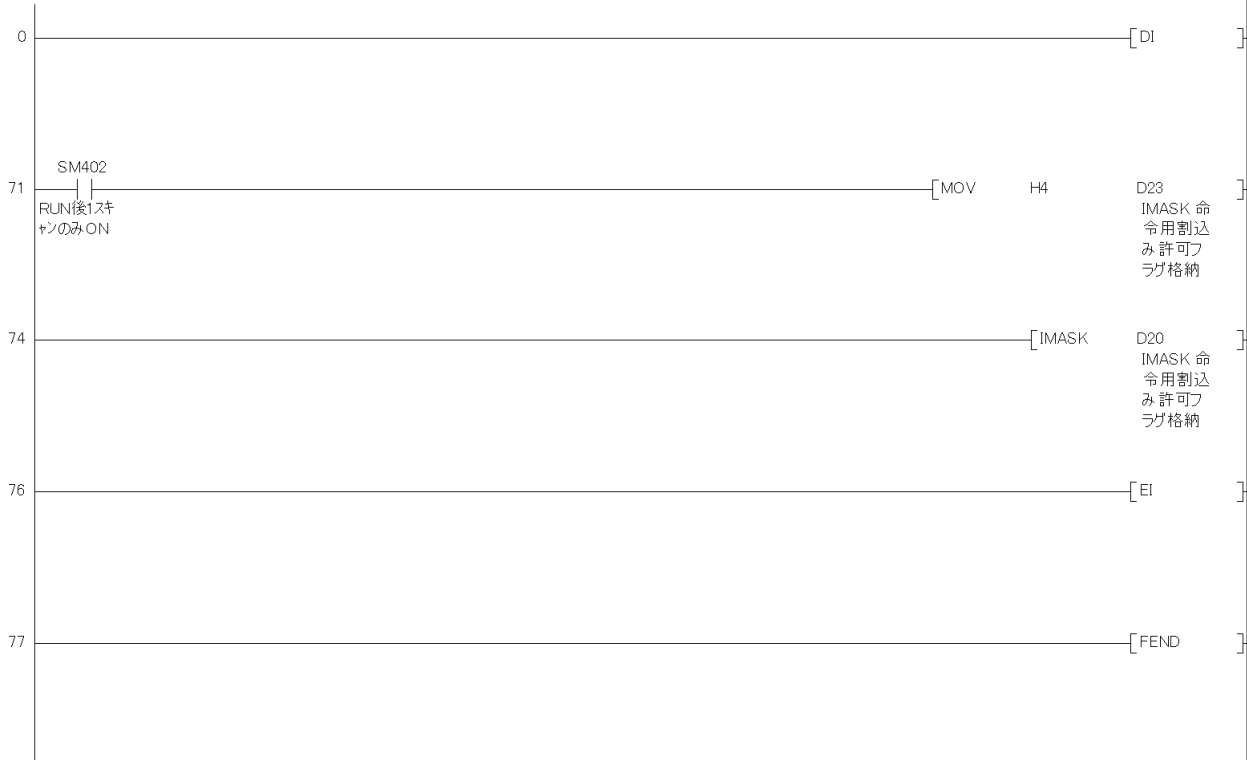 0 DI
SM402
71 MOV H4 D23
RUN後1スキ
ャンのみON
IMASK 命
令用割込
み許可フ
ラグ格納
74 IMASK D20
IMASK 命
令用割込
み許可フ
ラグ格納
76 EI
77 FEND